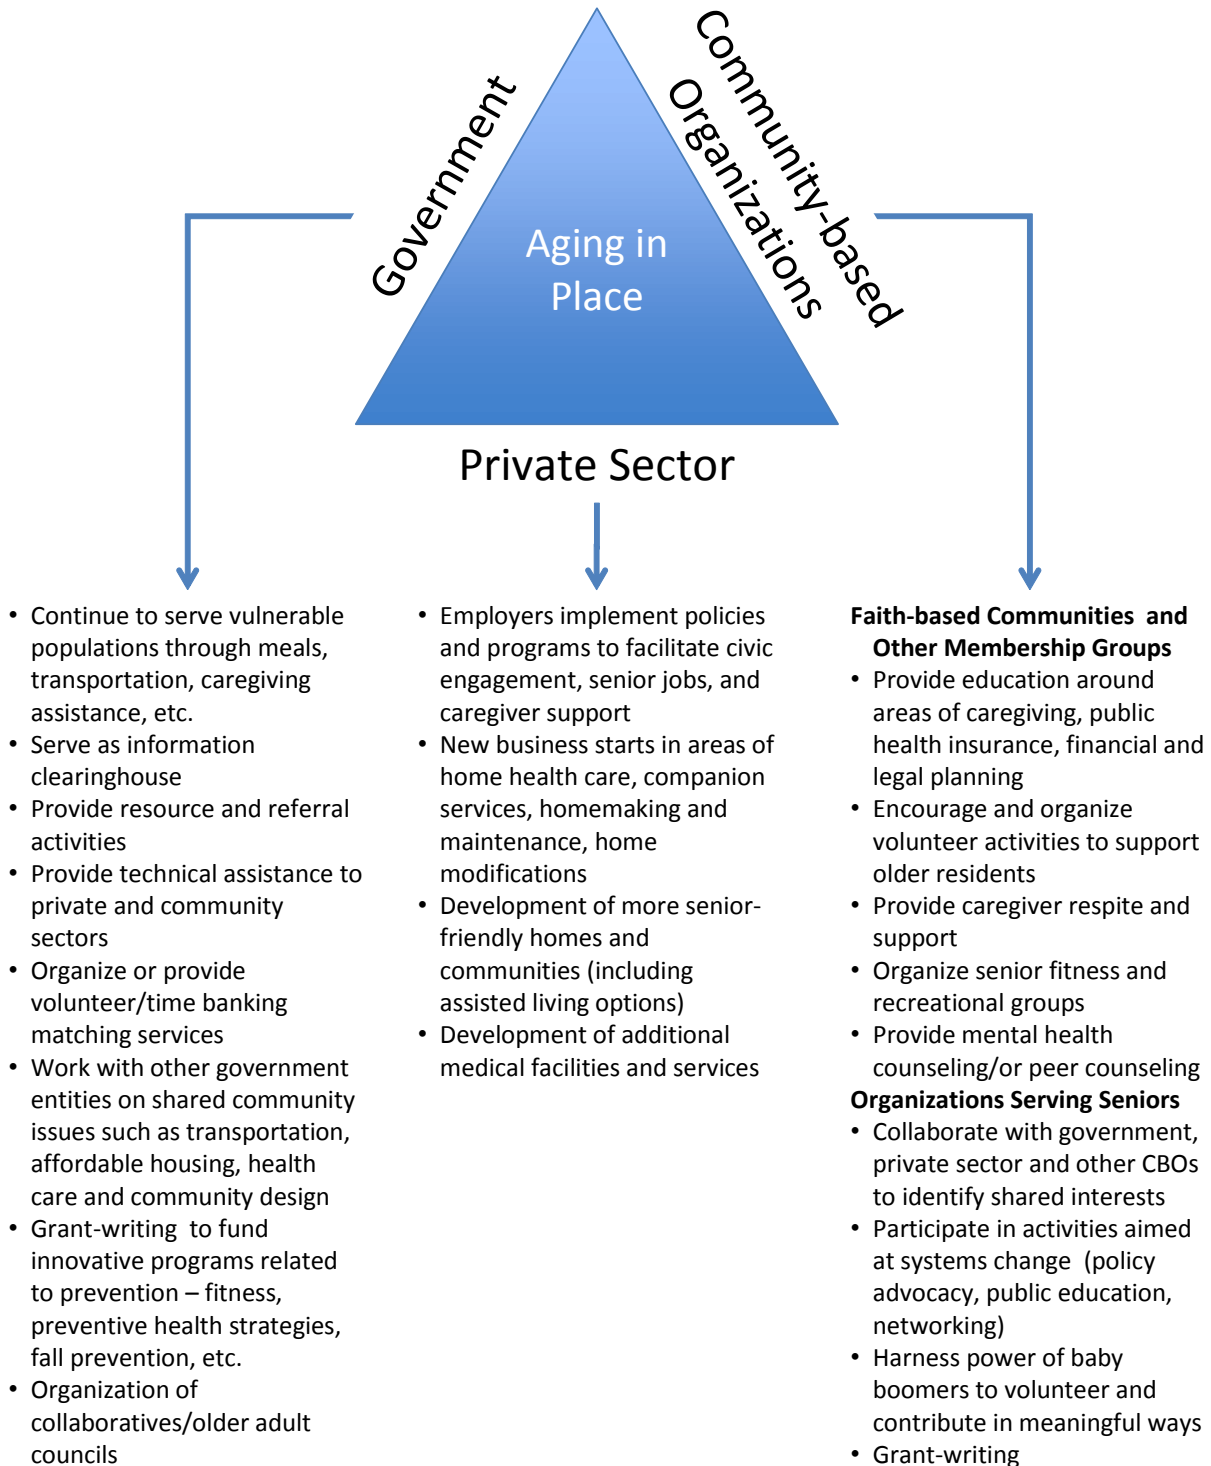 Government
Community-based
Organizations
Aging in
Place
Private Sector
• Continue to serve vulnerable
populations through meals,
transportation, caregiving
assistance, etc.
• Serve as information
clearinghouse
• Provide resource and referral
activities
• Provide technical assistance to
private and community
sectors
• Organize or provide
volunteer/time banking
matching services
• Work with other government
entities on shared community
issues such as transportation,
affordable housing, health
care and community design
• Grant-writing to fund
innovative programs related
to prevention – fitness,
preventive health strategies,
fall prevention, etc.
• Organization of
collaboratives/older adult
councils
• Employers implement policies
and programs to facilitate civic
engagement, senior jobs, and
caregiver support
• New business starts in areas of
home health care, companion
services, homemaking and
maintenance, home
modifications
• Development of more senior-
friendly homes and
communities (including
assisted living options)
• Development of additional
medical facilities and services
Faith-based Communities and
Other Membership Groups
• Provide education around
areas of caregiving, public
health insurance, financial and
legal planning
• Encourage and organize
volunteer activities to support
older residents
• Provide caregiver respite and
support
• Organize senior fitness and
recreational groups
• Provide mental health
counseling/or peer counseling
Organizations Serving Seniors
• Collaborate with government,
private sector and other CBOs
to identify shared interests
• Participate in activities aimed
at systems change (policy
advocacy, public education,
networking)
• Harness power of baby
boomers to volunteer and
contribute in meaningful ways
• Grant-writing